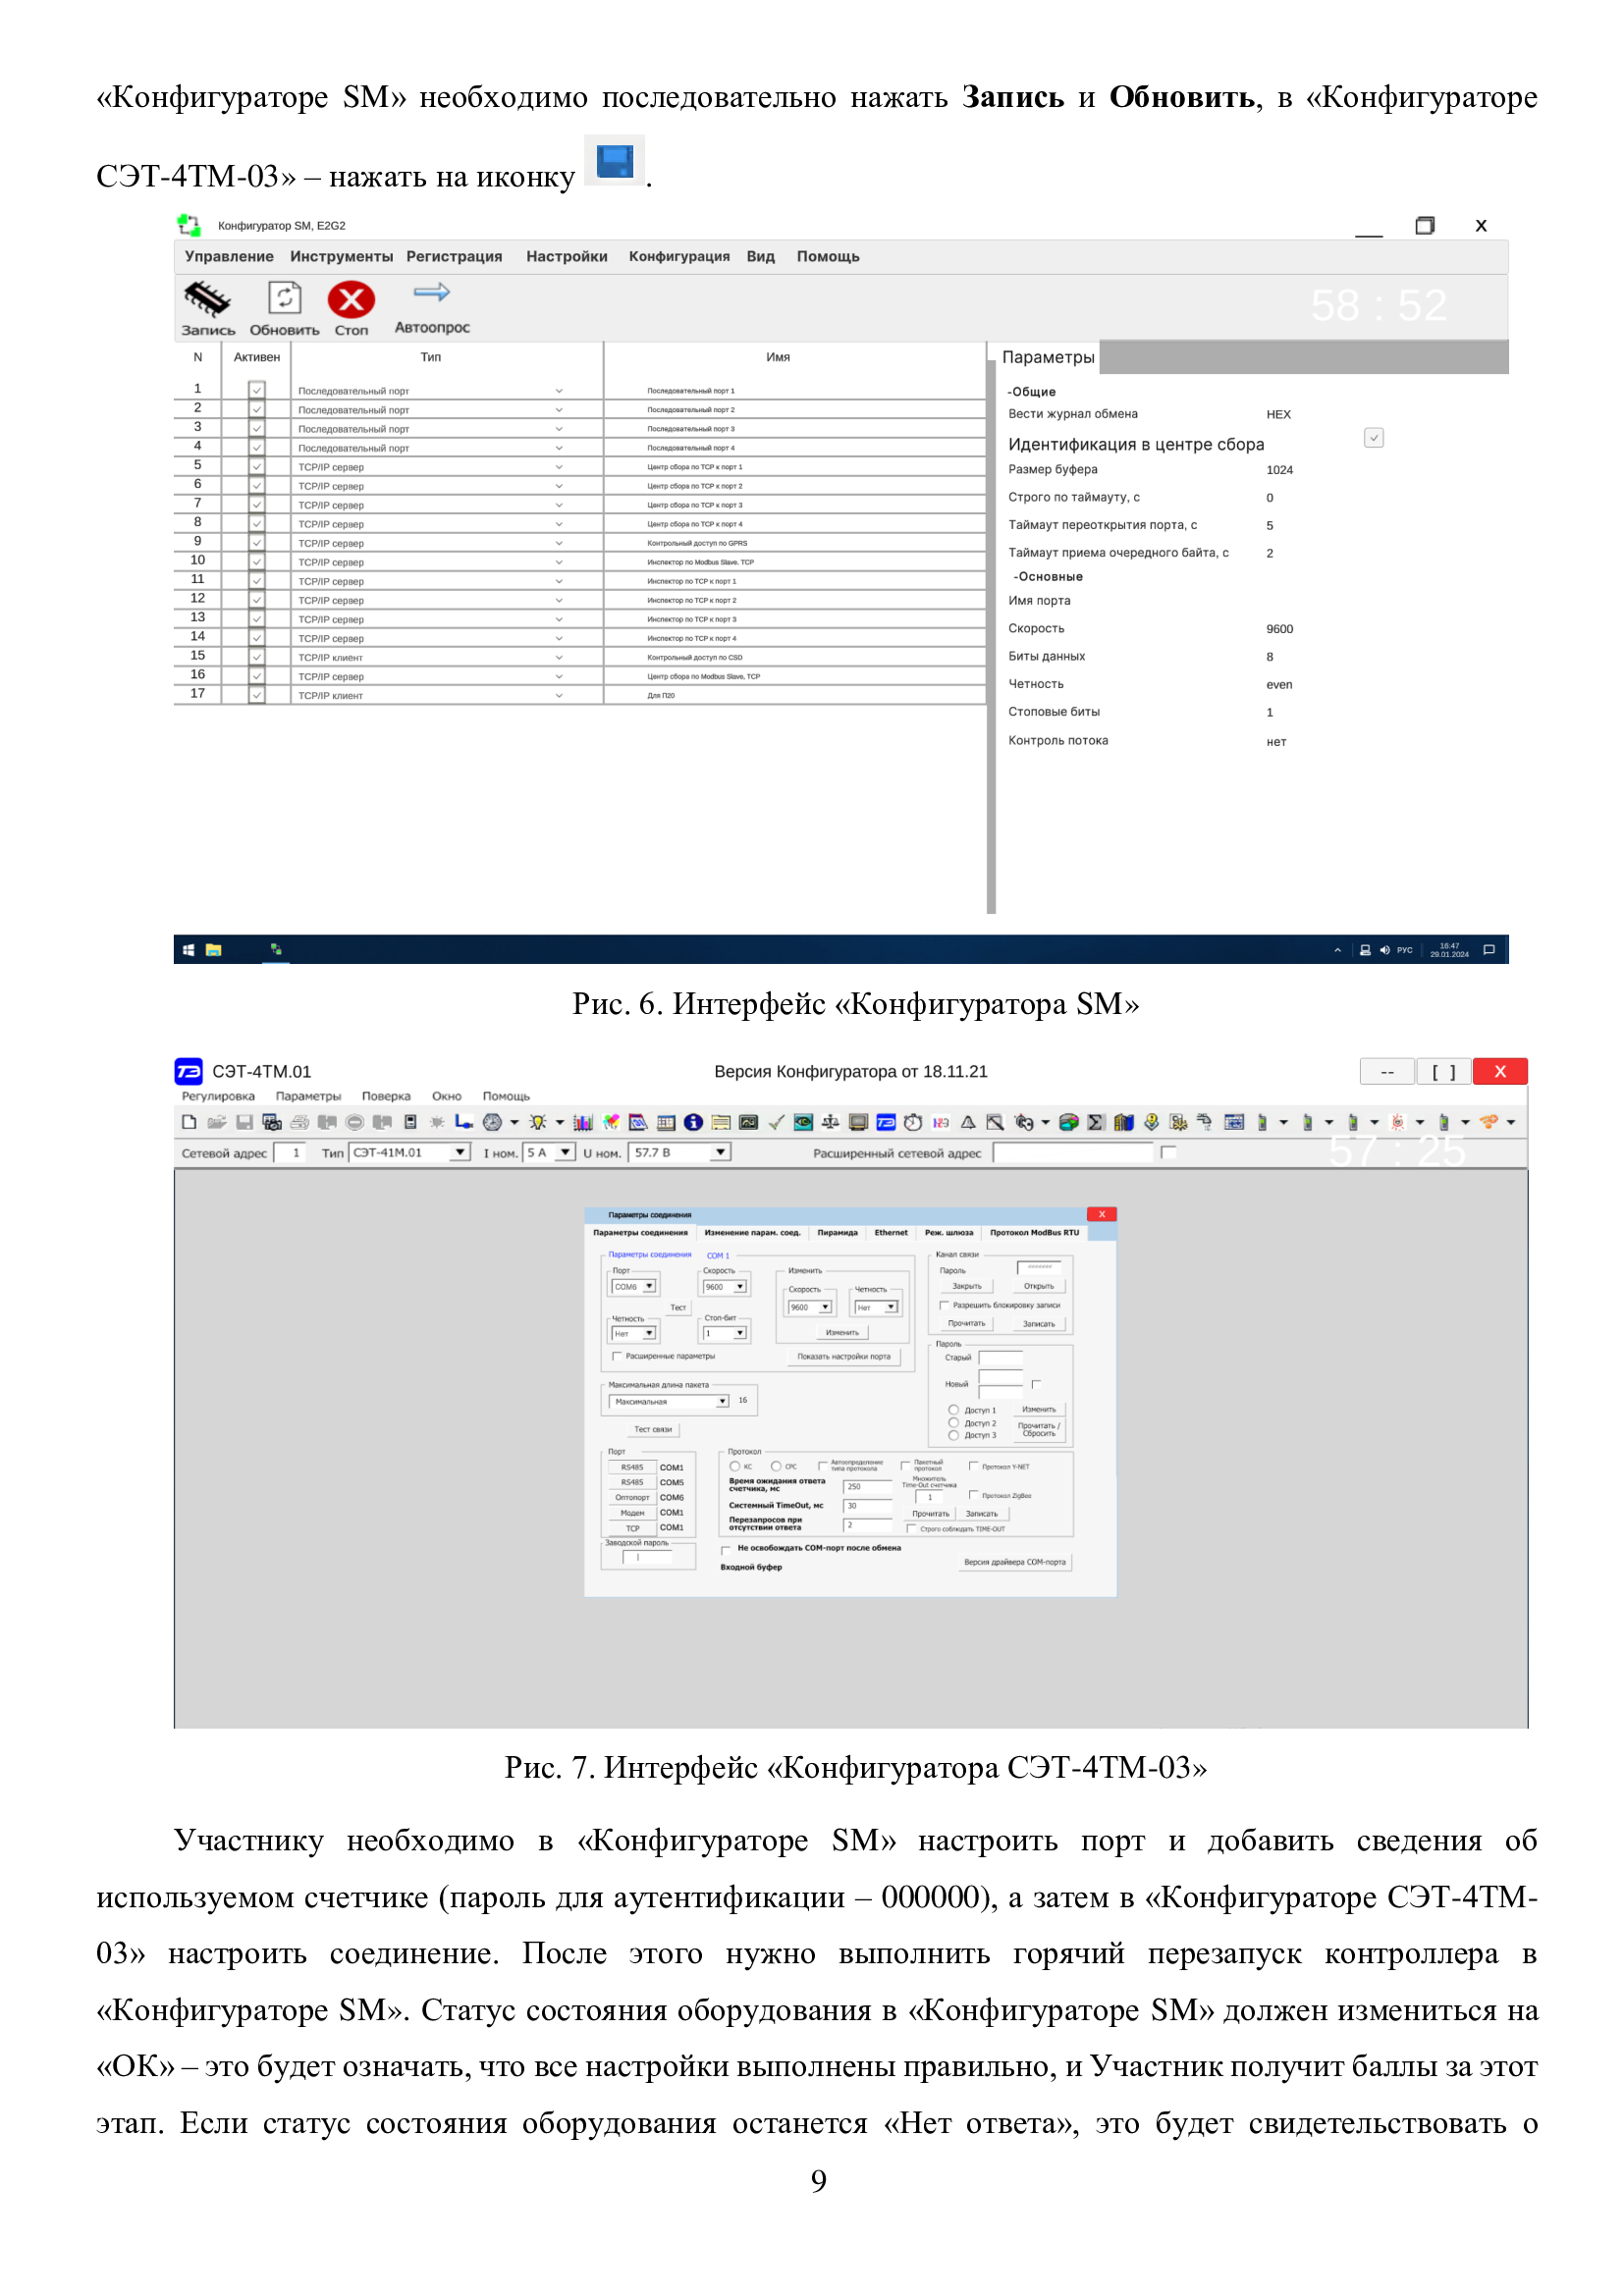 «Конфигураторе SM» необходимо последовательно нажать Запись и Обновить, в «Конфигураторе
СЭТ-4ТМ-03» – нажать на иконку .
Конфигуратор SM, E2G2
X
Управление Инструменты Регистрация Настройки Конфигурация Вид Помощь
Запись Обновить Стоп Автоопрос
58 : 52
N Активен Тип Имя
1 Последовательный порт Последовательный порт 1
2 Последовательный порт Последовательный порт 2
3 Последовательный порт Последовательный порт 3
4 Последовательный порт Последовательный порт 4
5 TCP/IP сервер Центр сбора по TCP к порт 1
6 TCP/IP сервер Центр сбора по TCP к порт 2
7 TCP/IP сервер Центр сбора по TCP к порт 3
8 TCP/IP сервер Центр сбора по TCP к порт 4
9 TCP/IP сервер Контрольный доступ по GPRS
10 TCP/IP сервер Инспектор по Modbus Slave, TCP
11 TCP/IP сервер Инспектор по TCP к порт 1
12 TCP/IP сервер Инспектор по TCP к порт 2
13 TCP/IP сервер Инспектор по TCP к порт 3
14 TCP/IP сервер Инспектор по TCP к порт 4
15 TCP/IP клиент Контрольный доступ по CSD
16 TCP/IP сервер Центр сбора по Modbus Slave, TCP
17 TCP/IP клиент Для П20
Параметры
-Общие
Вести журнал обмена HEX
Идентификация в центре сбора
Размер буфера 1024
Строго по таймауту, с 0
Таймаут переоткрытия порта, с 5
Таймаут приема очередного байта, с 2
-Основные
Имя порта
Скорость 9600
Биты данных 8
Четность even
Стоповые биты 1
Контроль потока нет
РУС 16:47
29.01.2024
Рис. 6. Интерфейс «Конфигуратора SM»
ТЭ СЭТ-4ТМ.01 Версия Конфигуратора от 18.11.21 -- [ ] X
Регулировка Параметры Поверка Окно Помощь
Сетевой адрес 1 Тип СЭТ-41М.01 I ном. 5 А U ном. 57.7 В Расширенный сетевой адрес
57 : 25
Параметры соединения X
Параметры соединения Изменение парам. соед. Пирамида Ethernet Реж. шлюза Протокол ModBus RTU
Параметры соединения COM 1
Порт Скорость
COM6 9600
Тест
Четность Стоп-бит
Нет 1
Расширенные параметры
Изменить
Скорость Четность
9600 Нет
Изменить
Показать настройки порта
Канал связи
Пароль
Закрыть Открыть
Разрешить блокировку записи
Прочитать Записать
Пароль
Старый
Новый
Доступ 1 Изменить
Доступ 2 Прочитать /
Доступ 3 Сбросить
Максимальная длина пакета
Максимальная 16
Тест связи
Порт
RS485 COM1
RS485 COM5
Оптопорт COM6
Модем COM1
TCP COM1
Заводской пароль
Протокол
КС СРС Автоопределение
типа протокола Пакетный
протокол Протокол Y-NET
Время ожидания ответа
счетчика, мс 250
Множитель
Time-Out счетчика
1 Протокол ZigBee
Системный TimeOut, мс 30
Прочитать Записать
Перезапросов при
отсутствии ответа 2
Строго соблюдать TIME-OUT
Не освобождать COM-порт после обмена
Входной буфер
Версия драйвера COM-порта
Рис. 7. Интерфейс «Конфигуратора СЭТ-4ТМ-03»
Участнику необходимо в «Конфигураторе SM» настроить порт и добавить сведения об
используемом счетчике (пароль для аутентификации – 000000), а затем в «Конфигураторе СЭТ-4ТМ-
03» настроить соединение. После этого нужно выполнить горячий перезапуск контроллера в
«Конфигураторе SM». Статус состояния оборудования в «Конфигураторе SM» должен измениться на
«ОК» – это будет означать, что все настройки выполнены правильно, и Участник получит баллы за этот
этап. Если статус состояния оборудования останется «Нет ответа», это будет свидетельствовать о
9